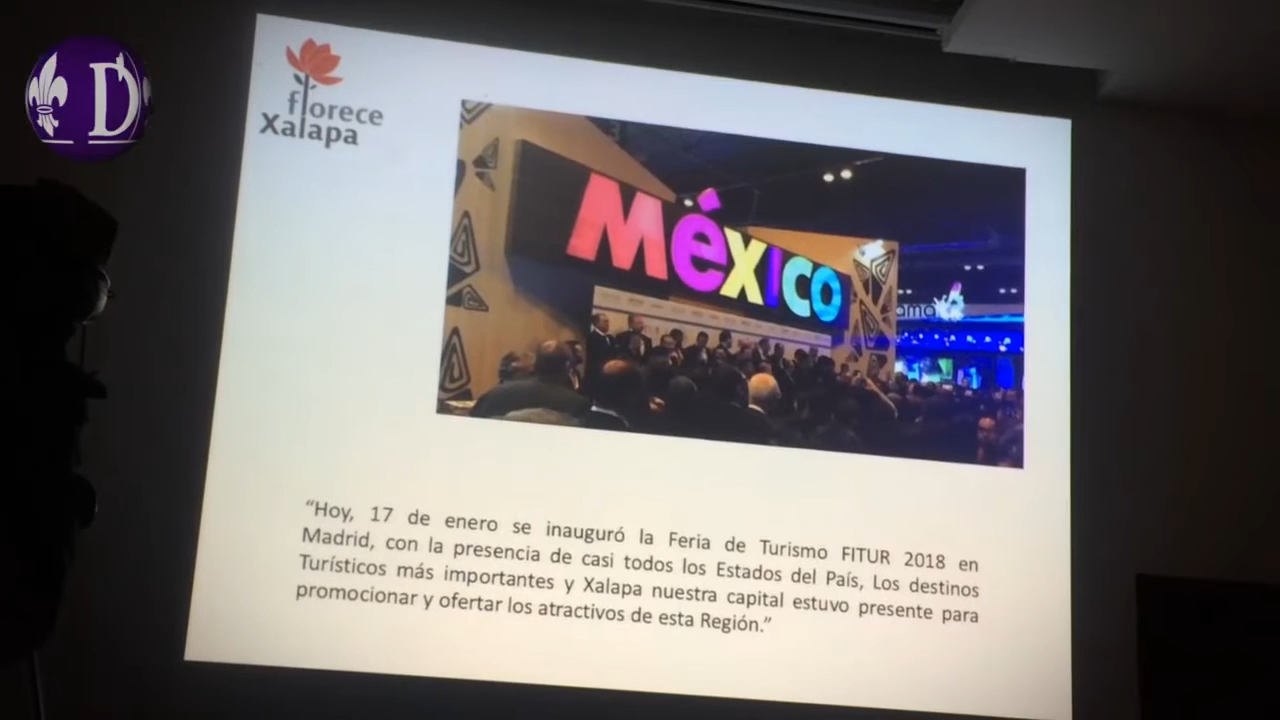 D
florece
Xalapa
México
ama
“Hoy, 17 de enero se inauguró la Feria de Turismo FITUR 2018 en
Madrid, con la presencia de casi todos los Estados del País, Los destinos
Turísticos más importantes y Xalapa nuestra capital estuvo presente para
promocionar y ofertar los atractivos de esta Región.”